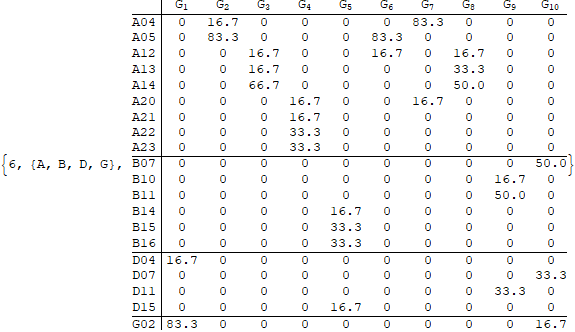 G1 G2 G3 G4 G5 G6 G7 G8 G9 G10
A04 0 16.7 0 0 0 0 83.3 0 0 0
A05 0 83.3 0 0 0 83.3 0 0 0 0
A12 0 0 16.7 0 0 16.7 0 16.7 0 0
A13 0 0 16.7 0 0 0 0 33.3 0 0
A14 0 0 66.7 0 0 0 0 50.0 0 0
A20 0 0 0 16.7 0 0 16.7 0 0 0
A21 0 0 0 16.7 0 0 0 0 0 0
A22 0 0 0 33.3 0 0 0 0 0 0
A23 0 0 0 33.3 0 0 0 0 0 0
{6, {A, B, D, G}, B07 0 0 0 0 0 0 0 0 0 50.0}
B10 0 0 0 0 0 0 0 0 16.7 0
B11 0 0 0 0 0 0 0 0 50.0 0
B14 0 0 0 0 16.7 0 0 0 0 0
B15 0 0 0 0 33.3 0 0 0 0 0
B16 0 0 0 0 33.3 0 0 0 0 0
D04 16.7 0 0 0 0 0 0 0 0 0
D07 0 0 0 0 0 0 0 0 0 33.3
D11 0 0 0 0 0 0 0 0 33.3 0
D15 0 0 0 0 16.7 0 0 0 0 0
G02 83.3 0 0 0 0 0 0 0 0 16.7